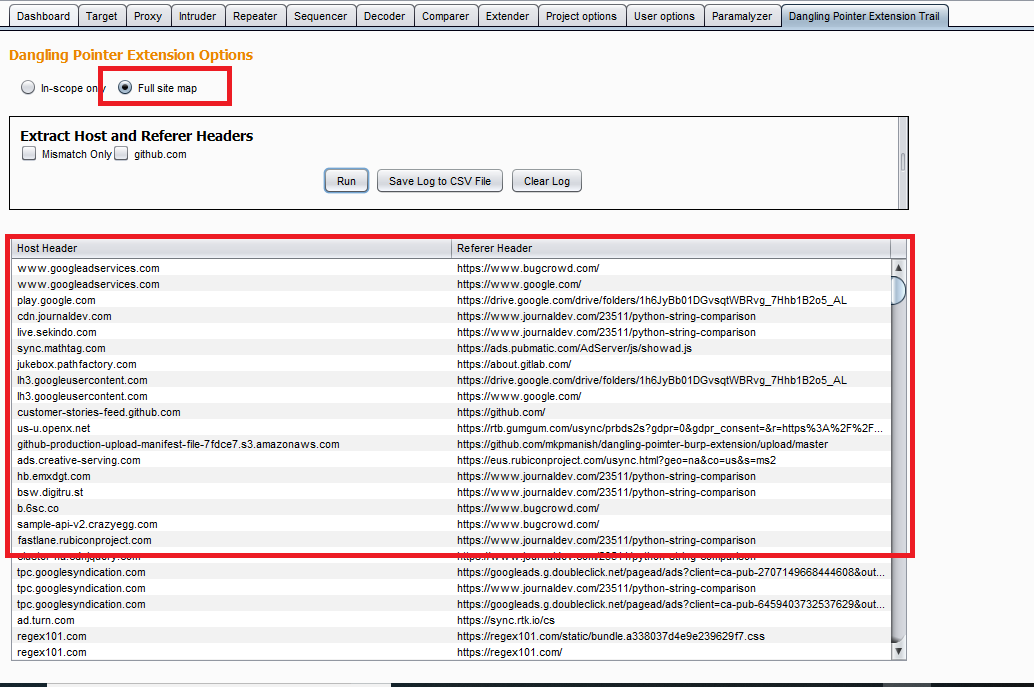 Dashboard Target Proxy Intruder Repeater Sequencer Decoder Comparer Extender Project options User options Paramalyzer Dangling Pointer Extension Trail
Dangling Pointer Extension Options
In-scope only Full site map
Extract Host and Referer Headers
Mismatch Only github.com
Run Save Log to CSV File Clear Log
Host Header Referer Header
www.googleadservices.com https://www.bugcrowd.com/
www.googleadservices.com https://www.google.com/
play.google.com https://drive.google.com/drive/folders/1h6JyBb01DGvsqtWBRvg_7Hhb1B2o5_AL
cdn.journaldev.com https://www.journaldev.com/23511/python-string-comparison
live.sekindo.com https://www.journaldev.com/23511/python-string-comparison
sync.mathtag.com https://ads.pubmatic.com/AdServer/js/showad.js
jukebox.pathfactory.com https://about.gitlab.com/
lh3.googleusercontent.com https://drive.google.com/drive/folders/1h6JyBb01DGvsqtWBRvg_7Hhb1B2o5_AL
lh3.googleusercontent.com https://www.google.com/
customer-stories-feed.github.com https://github.com/
us-u.openx.net https://rtb.gumgum.com/usync/prbds2s?gdpr=0&gdpr_consent=&r=https%3A%2F%2F...
github-production-upload-manifest-file-7fdce7.s3.amazonaws.com https://github.com/mkpmanish/dangling-poimter-burp-extension/upload/master
ads.creative-serving.com https://eus.rubiconproject.com/usync.html?geo=na&co=us&s=ms2
hb.emxdgt.com https://www.journaldev.com/23511/python-string-comparison
bsw.digitru.st https://www.journaldev.com/23511/python-string-comparison
b.6sc.co https://www.bugcrowd.com/
sample-api-v2.crazyegg.com https://www.bugcrowd.com/
fastlane.rubiconproject.com https://www.journaldev.com/23511/python-string-comparison
https://www.journaldev.com/23511/python-string-comparison
tpc.googlesyndication.com https://googleads.g.doubleclick.net/pagead/ads?client=ca-pub-2707149668444608&out...
tpc.googlesyndication.com https://www.journaldev.com/23511/python-string-comparison
tpc.googlesyndication.com https://googleads.g.doubleclick.net/pagead/ads?client=ca-pub-6459403732537629&out...
ad.turn.com https://sync.rtk.io/cs
regex101.com https://regex101.com/static/bundle.a338037d4e9e239629f7.css
regex101.com https://regex101.com/